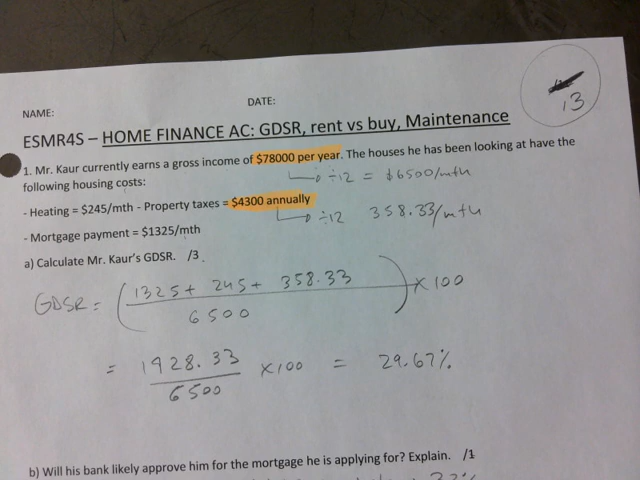 NAME:
DATE:
13
ESMR4S – HOME FINANCE AC: GDSR, rent vs buy, Maintenance
1. Mr. Kaur currently earns a gross income of $78000 per year. The houses he has been looking at have the
following housing costs:
÷12 = $6500/mth
- Heating = $245/mth - Property taxes = $4300 annually
÷12 358.33/mth
- Mortgage payment = $1325/mth
a) Calculate Mr. Kaur's GDSR. /3
GDSR = (1325 + 245 + 358.33) × 100
6500
= 1928.33 × 100 = 29.67%
6500
b) Will his bank likely approve him for the mortgage he is applying for? Explain. /1